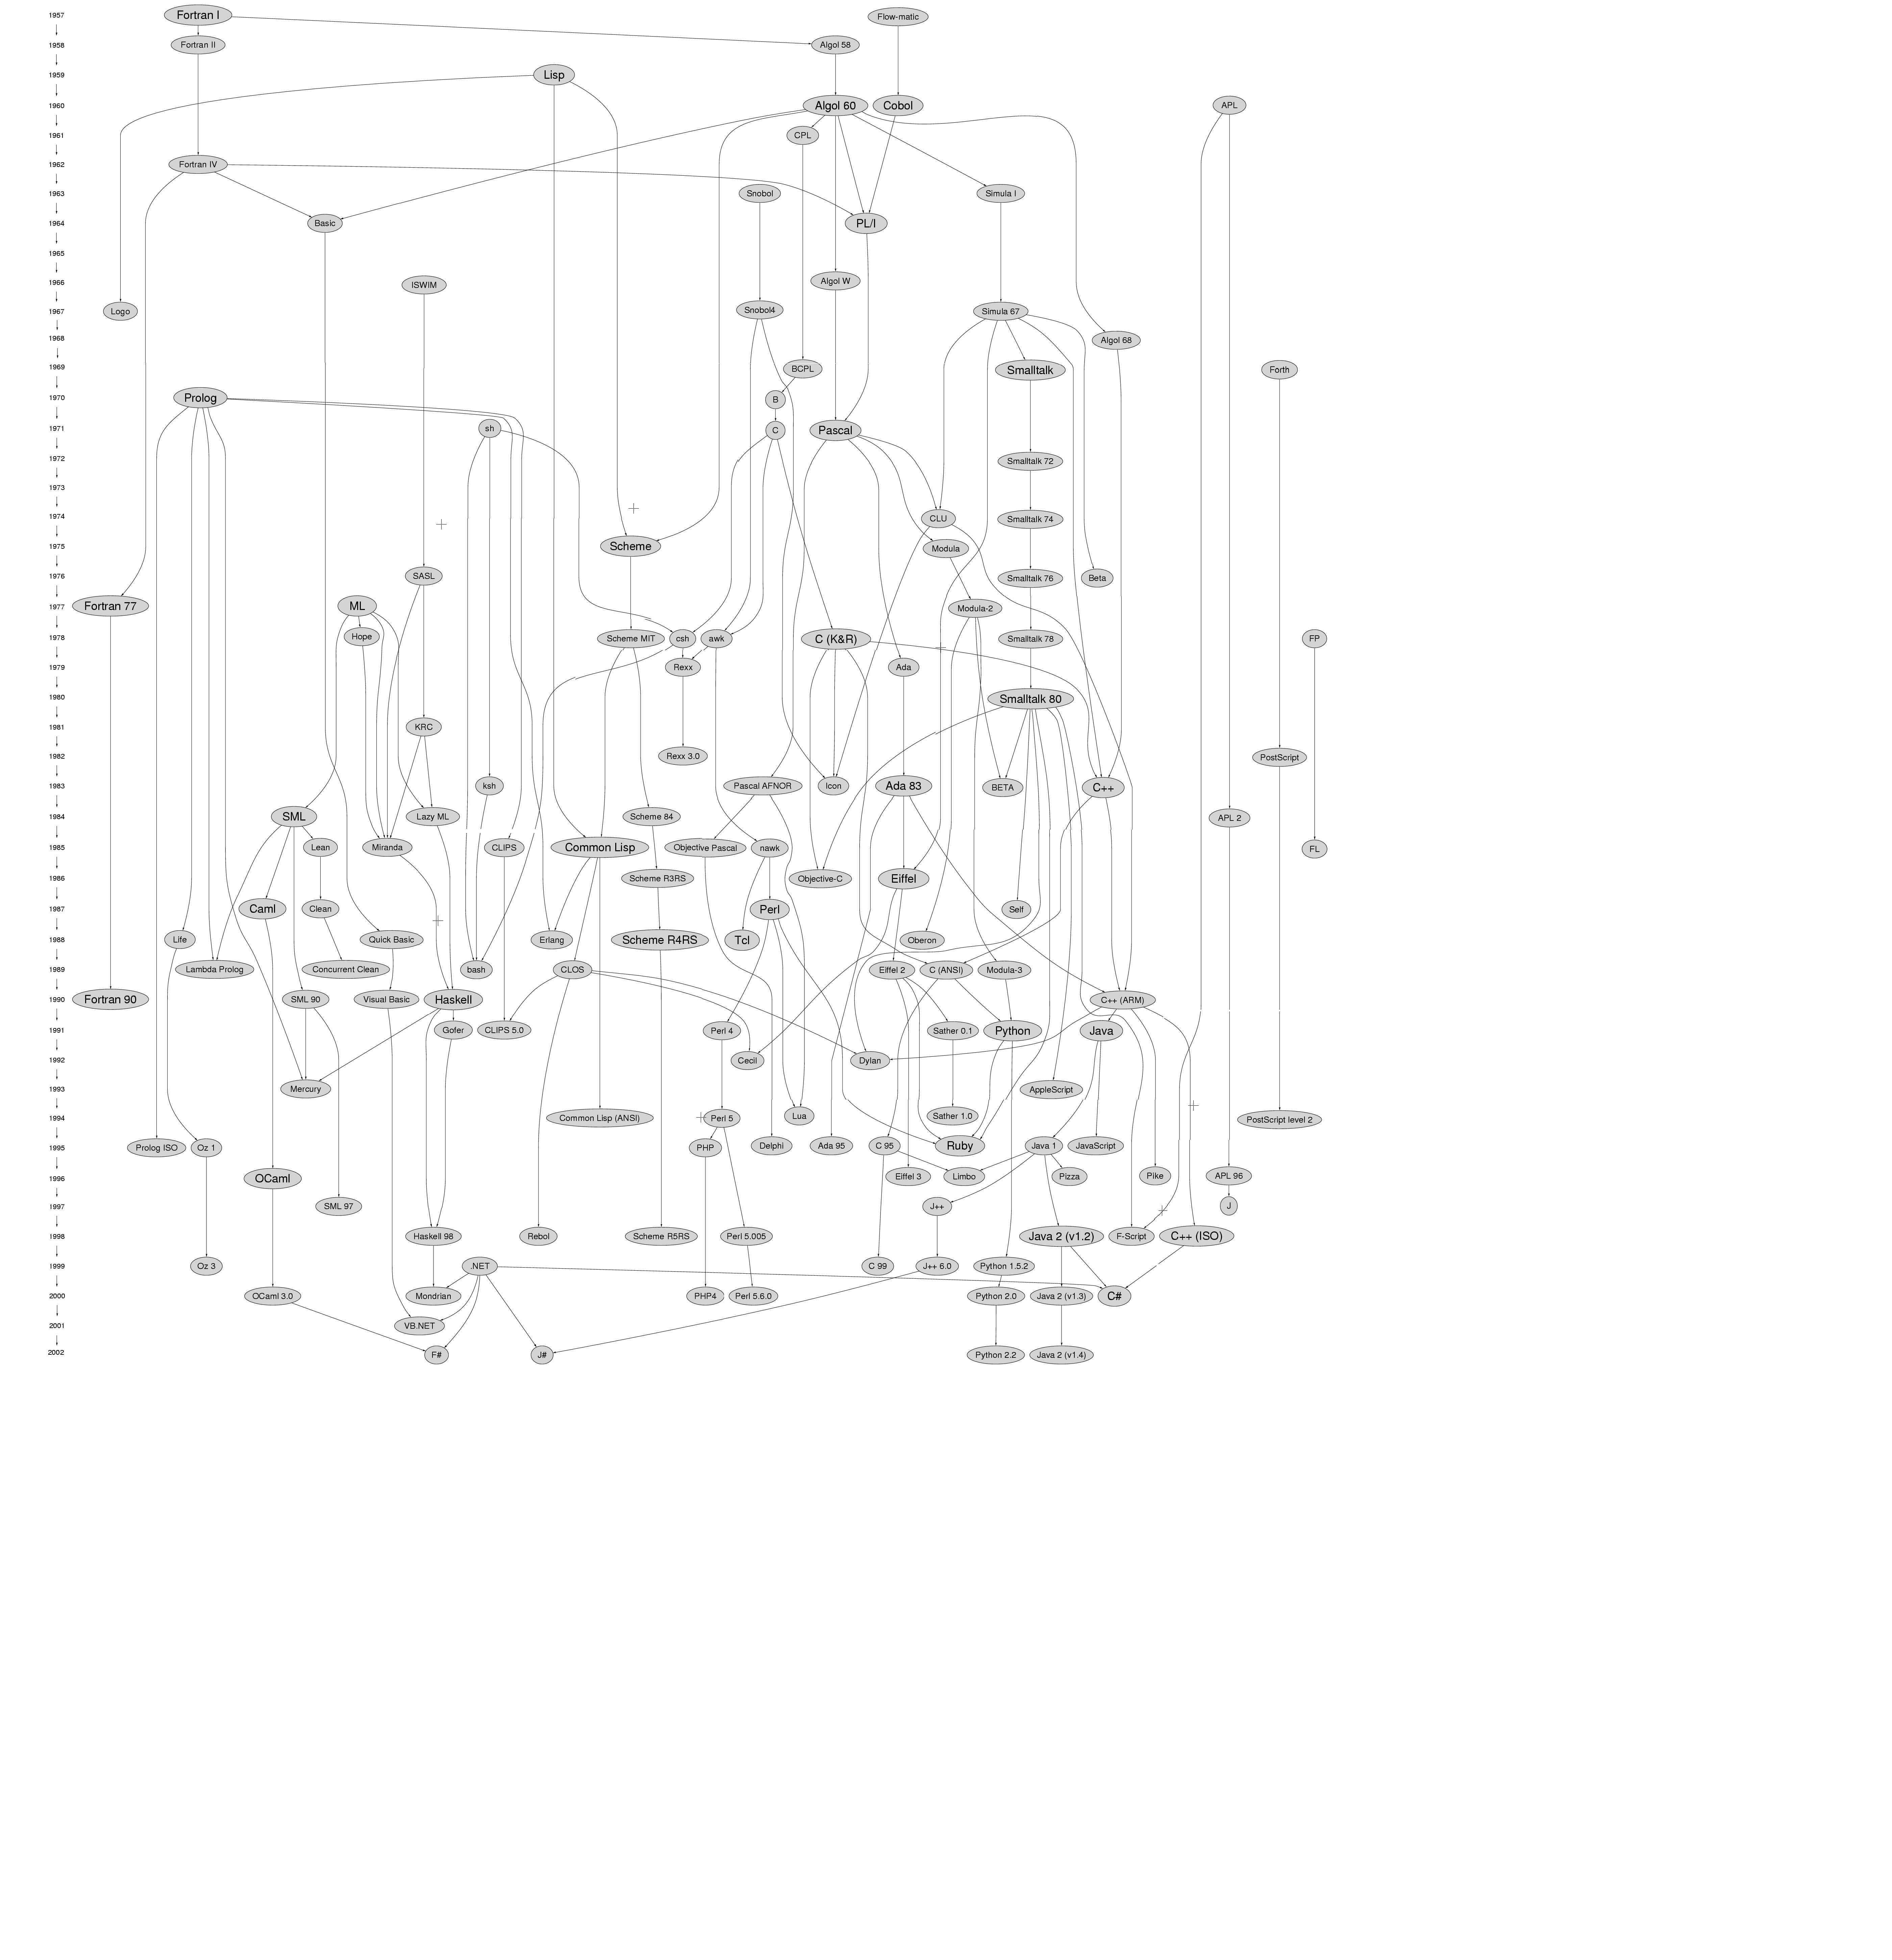 1957
Fortran I
Flow-matic
1958
Fortran II
Algol 58
1959
Lisp
1960
Algol 60
Cobol
APL
1961
CPL
1962
Fortran IV
1963
Snobol
Simula I
1964
Basic
PL/I
1965
1966
ISWIM
Algol W
1967
Logo
Snobol4
Simula 67
1968
Algol 68
1969
BCPL
Smalltalk
Forth
1970
Prolog
B
1971
sh
C
Pascal
1972
Smalltalk 72
1973
1974
CLU
Smalltalk 74
1975
Scheme
Modula
1976
SASL
Smalltalk 76
Beta
1977
Fortran 77
ML
Modula-2
1978
Hope
Scheme MIT
csh
awk
C (K&R)
Smalltalk 78
FP
1979
Rexx
Ada
1980
Smalltalk 80
1981
KRC
1982
Rexx 3.0
PostScript
1983
ksh
Pascal AFNOR
Icon
Ada 83
BETA
C++
1984
SML
Lazy ML
Scheme 84
APL 2
1985
Lean
Miranda
CLIPS
Common Lisp
Objective Pascal
nawk
FL
1986
Scheme R3RS
Objective-C
Eiffel
1987
Caml
Clean
Perl
Self
1988
Life
Quick Basic
Erlang
Scheme R4RS
Tcl
Oberon
1989
Lambda Prolog
Concurrent Clean
bash
CLOS
Eiffel 2
C (ANSI)
Modula-3
1990
Fortran 90
SML 90
Visual Basic
Haskell
C++ (ARM)
1991
Gofer
CLIPS 5.0
Perl 4
Sather 0.1
Python
Java
1992
Cecil
Dylan
1993
Mercury
AppleScript
1994
Common Lisp (ANSI)
Perl 5
Lua
Sather 1.0
PostScript level 2
1995
Prolog ISO
Oz 1
PHP
Delphi
Ada 95
C 95
Ruby
Java 1
JavaScript
1996
OCaml
Eiffel 3
Limbo
Pizza
Pike
APL 96
1997
SML 97
J++
J
1998
Haskell 98
Rebol
Scheme R5RS
Perl 5.005
Java 2 (v1.2)
F-Script
C++ (ISO)
1999
Oz 3
.NET
C 99
J++ 6.0
Python 1.5.2
2000
OCaml 3.0
Mondrian
PHP4
Perl 5.6.0
Python 2.0
Java 2 (v1.3)
C#
2001
VB.NET
2002
F#
J#
Python 2.2
Java 2 (v1.4)